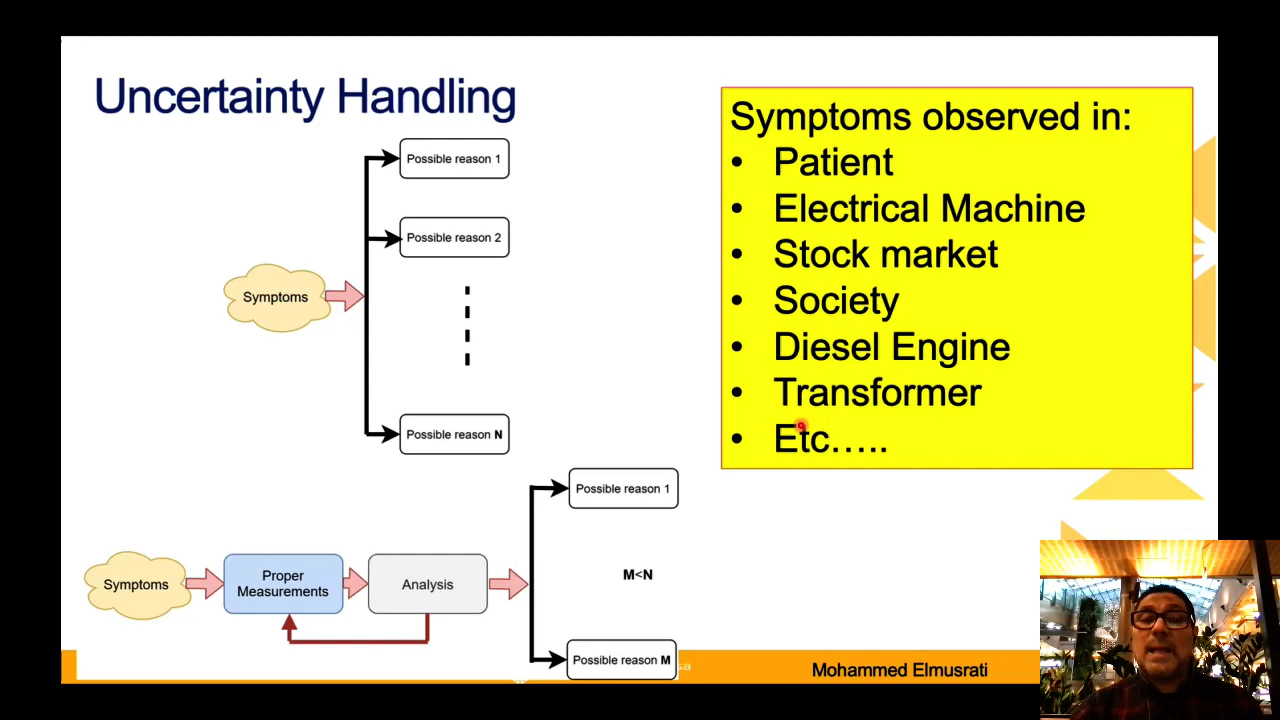 Uncertainty Handling
Possible reason 1
Possible reason 2
Symptoms
Possible reason N
Symptoms observed in:
• Patient
• Electrical Machine
• Stock market
• Society
• Diesel Engine
• Transformer
• Etc…..
Symptoms
Proper
Measurements
Analysis
Possible reason 1
M<N
Possible reason M
sa
Mohammed Elmusrati